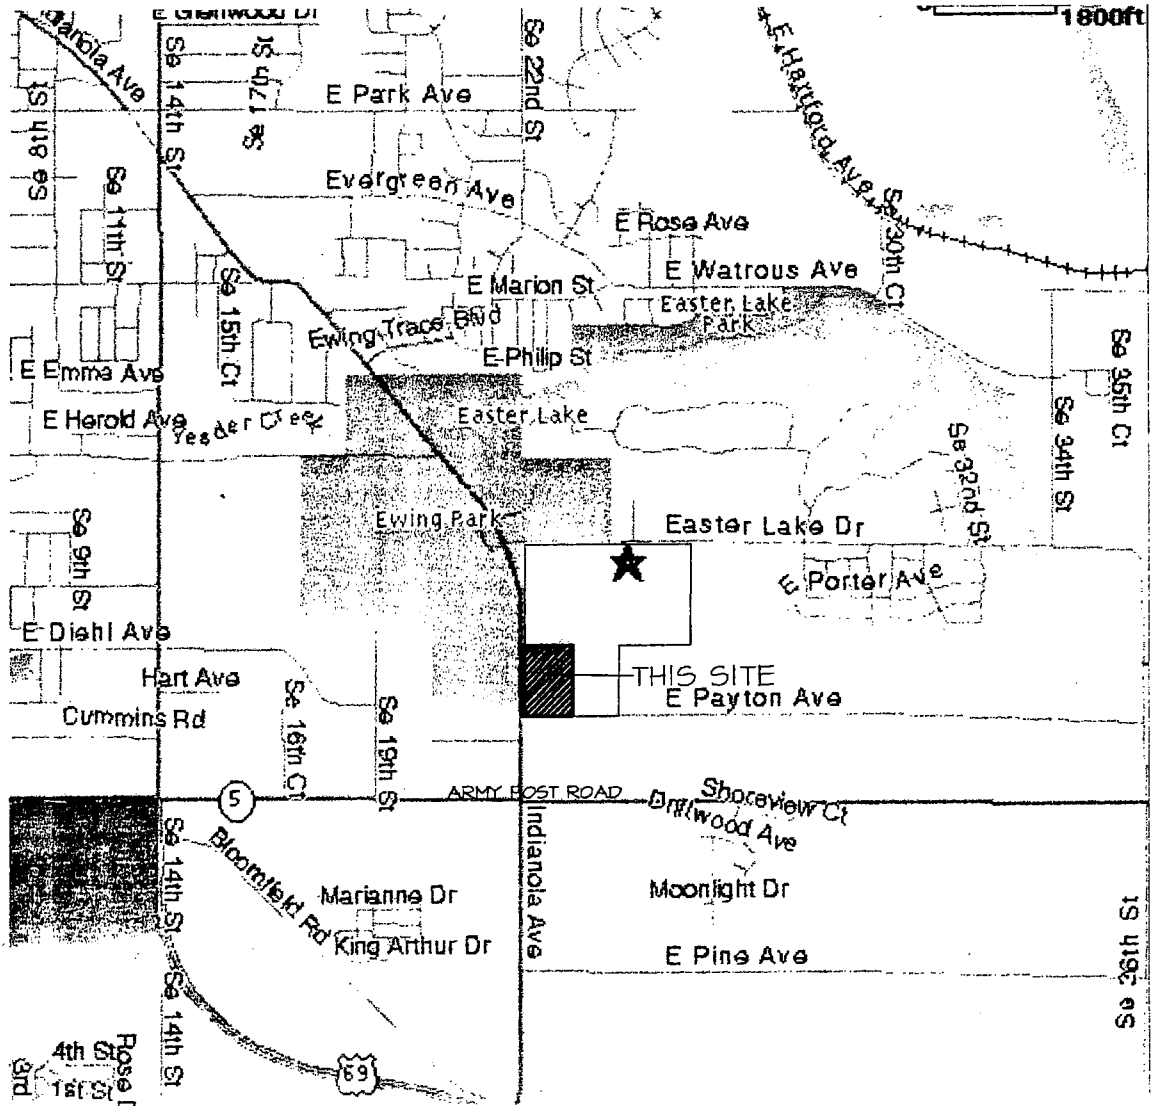 E Glenwood Dr
1800ft
Indianola Ave
Se 8th St
Se 14th St
Se 17th St
Se 22nd St
E Hartford Ave
E Park Ave
Se 11th St
Evergreen Ave
E Rose Ave
Se 30th Ct
E Watrous Ave
Se 15th Ct
E Marion St
Easter Lake
Park
Ewing Trace Blvd
E Philip St
Se 35th Ct
E Emma Ave
E Herold Ave
Yesder Creek
Easter Lake
Se 34th St
Se 32nd St
Se 9th St
Ewing Park
Easter Lake Dr
E Porter Ave
E Diehl Ave
Hart Ave
THIS SITE
E Payton Ave
Cummins Rd
Se 16th Ct
Se 19th St
5
ARMY POST ROAD
Shoreview Ct
Driftwood Ave
Se 14th St
Bloomfield Rd
Indianola Ave
Marianne Dr
Moonlight Dr
King Arthur Dr
E Pine Ave
Se 36th St
Se 14th St
69
4th St
1st St
3rd
Rose